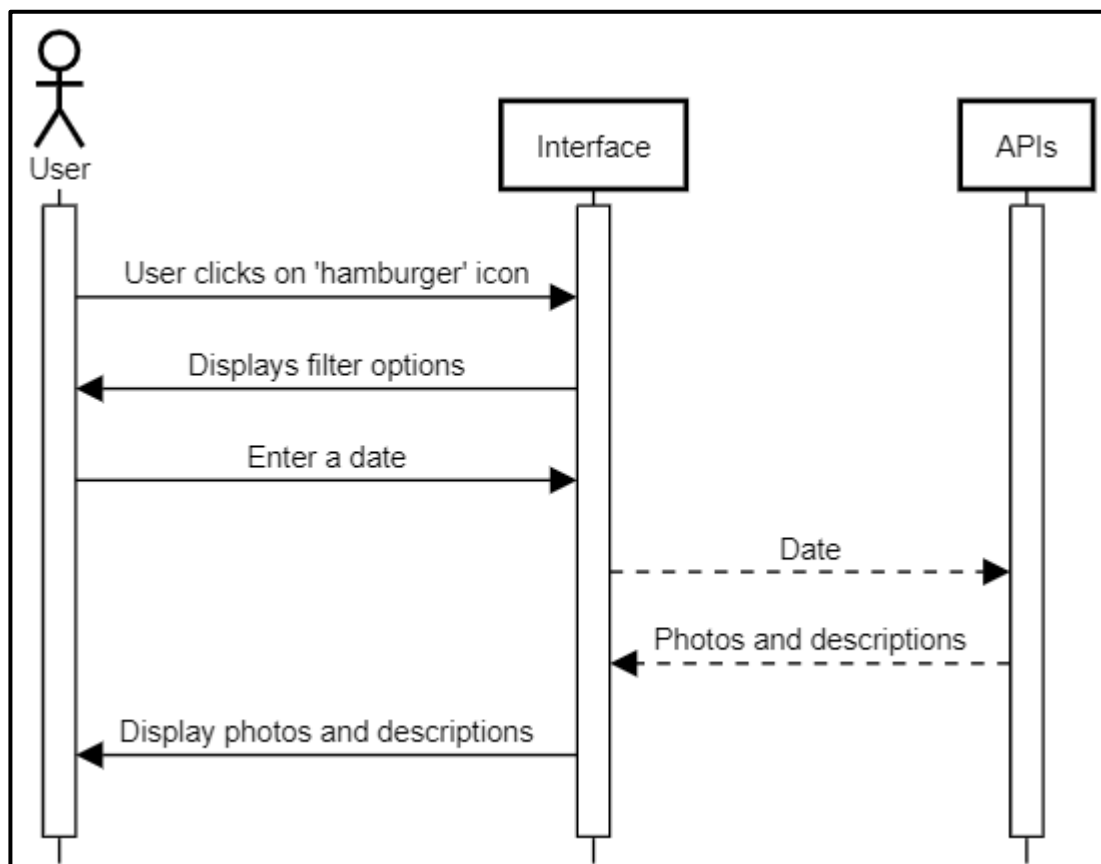 User
Interface
APIs
User clicks on 'hamburger' icon
Displays filter options
Enter a date
Date
Photos and descriptions
Display photos and descriptions